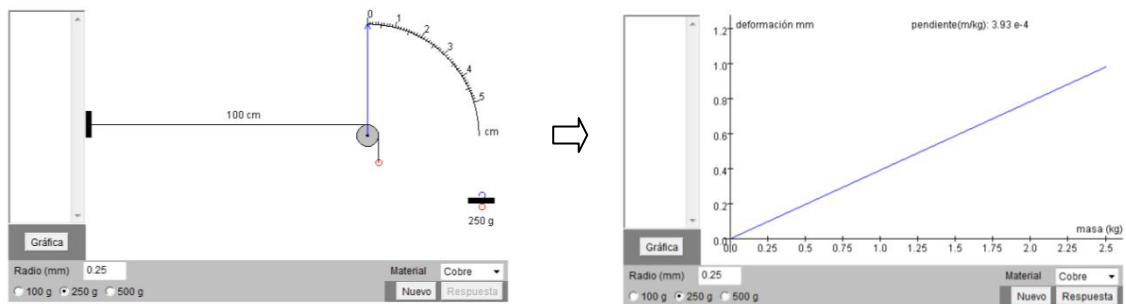 0
1
2
3
4
5
cm
100 cm
250 g
Gráfica
Radio (mm) 0.25
Material Cobre
100 g 250 g 500 g
Nuevo Respuesta
deformación mm
pendiente(m/kg): 3.93 e-4
1.2
1.0
0.8
0.6
0.4
0.2
0.0
masa (kg)
0.0 0.25 0.5 0.75 1.0 1.25 1.5 1.75 2.0 2.25 2.5
Gráfica
Radio (mm) 0.25
Material Cobre
100 g 250 g 500 g
Nuevo Respuesta